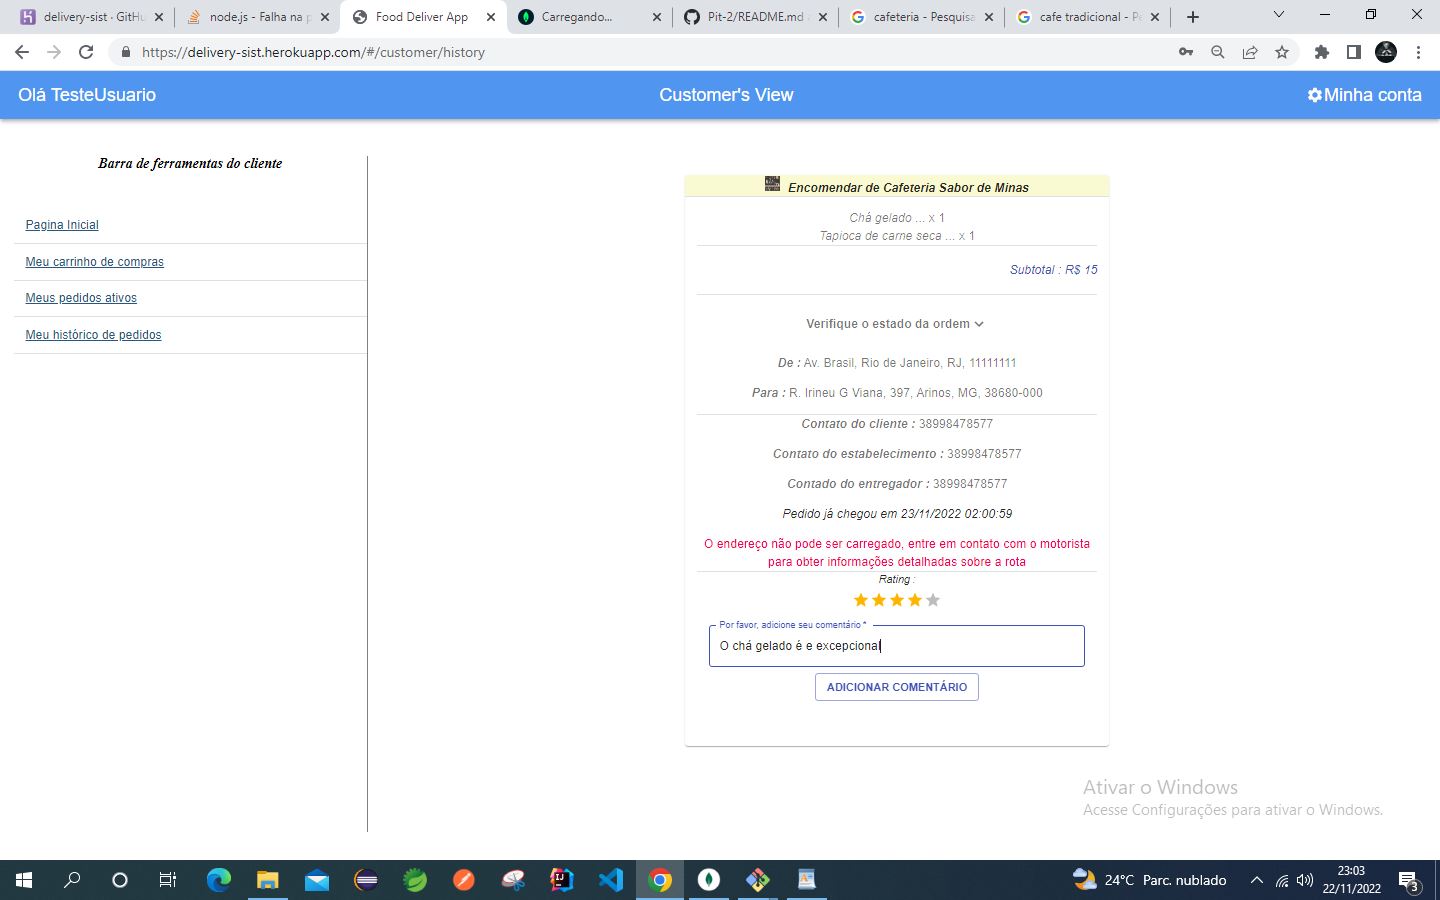 delivery-sist · GitHu
node.js - Falha na p
Food Deliver App
Carregando...
Pit-2/README.md
cafeteria - Pesquisa
cafe tradicional - Pe
https://delivery-sist.herokuapp.com/#/customer/history
Olá TesteUsuario
Customer's View
Minha conta
Barra de ferramentas do cliente
Pagina Inicial
Meu carrinho de compras
Meus pedidos ativos
Meu histórico de pedidos
Encomendar de Cafeteria Sabor de Minas
Chá gelado ... x 1
Tapioca de carne seca ... x 1
Subtotal : R$ 15
Verifique o estado da ordem
De : Av. Brasil, Rio de Janeiro, RJ, 11111111
Para : R. Irineu G Viana, 397, Arinos, MG, 38680-000
Contato do cliente : 38998478577
Contato do estabelecimento : 38998478577
Contado do entregador : 38998478577
Pedido já chegou em 23/11/2022 02:00:59
O endereço não pode ser carregado, entre em contato com o motorista
para obter informações detalhadas sobre a rota
Rating :
Por favor, adicione seu comentário *
O chá gelado é e excepcional
ADICIONAR COMENTÁRIO
Ativar o Windows
Acesse Configurações para ativar o Windows.
24°C Parc. nublado
23:03
22/11/2022
3